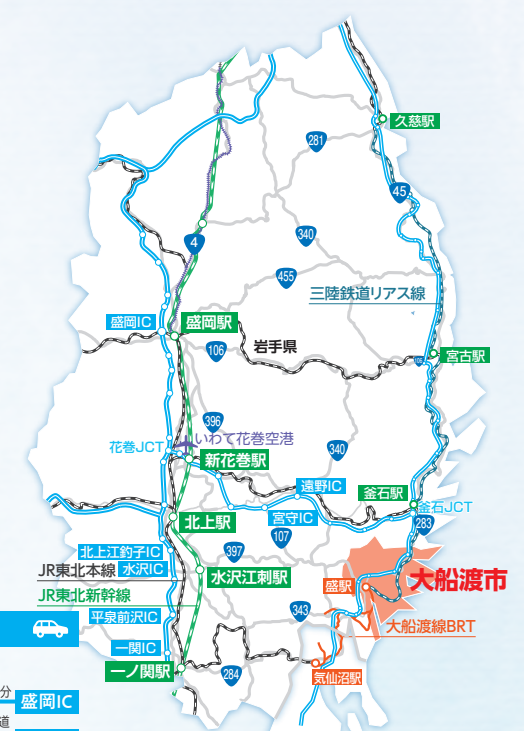 久慈駅
281
45
4
340
455
三陸鉄道リアス線
盛岡IC
盛岡駅
岩手県
106
宮古駅
396
いわて花巻空港
花巻JCT
340
新花巻駅
遠野IC
釜石駅
釜石JCT
宮守IC
北上駅
283
107
北上江釣子IC
397
JR東北本線
水沢IC
水沢江刺駅
盛駅
大船渡市
JR東北新幹線
343
平泉前沢IC
大船渡線BRT
一関IC
一ノ関駅
284
気仙沼駅
分
盛岡IC
道